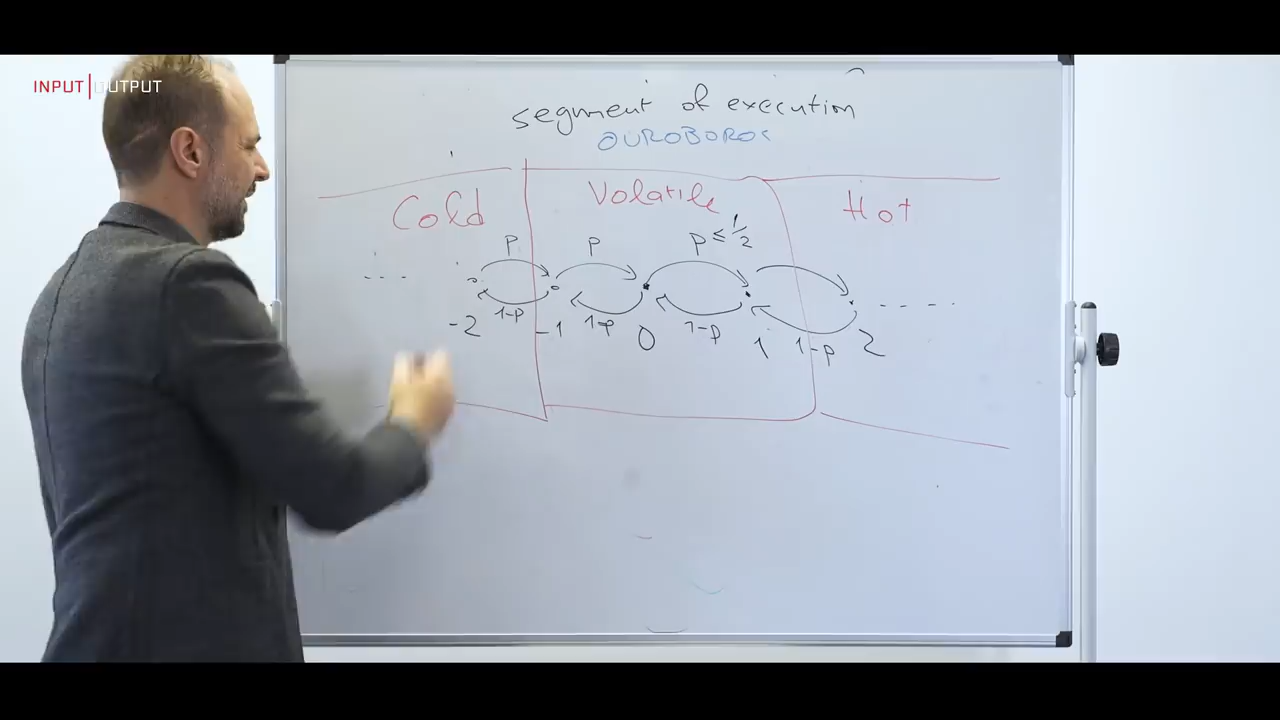 INPUT|OUTPUT
segment of execution
OUROBOROS
Cold Volatile Hot
p p p ≤ 1/2
.... ----
1-p 1-p 1-p 1-p
-2 -1 0 1 2